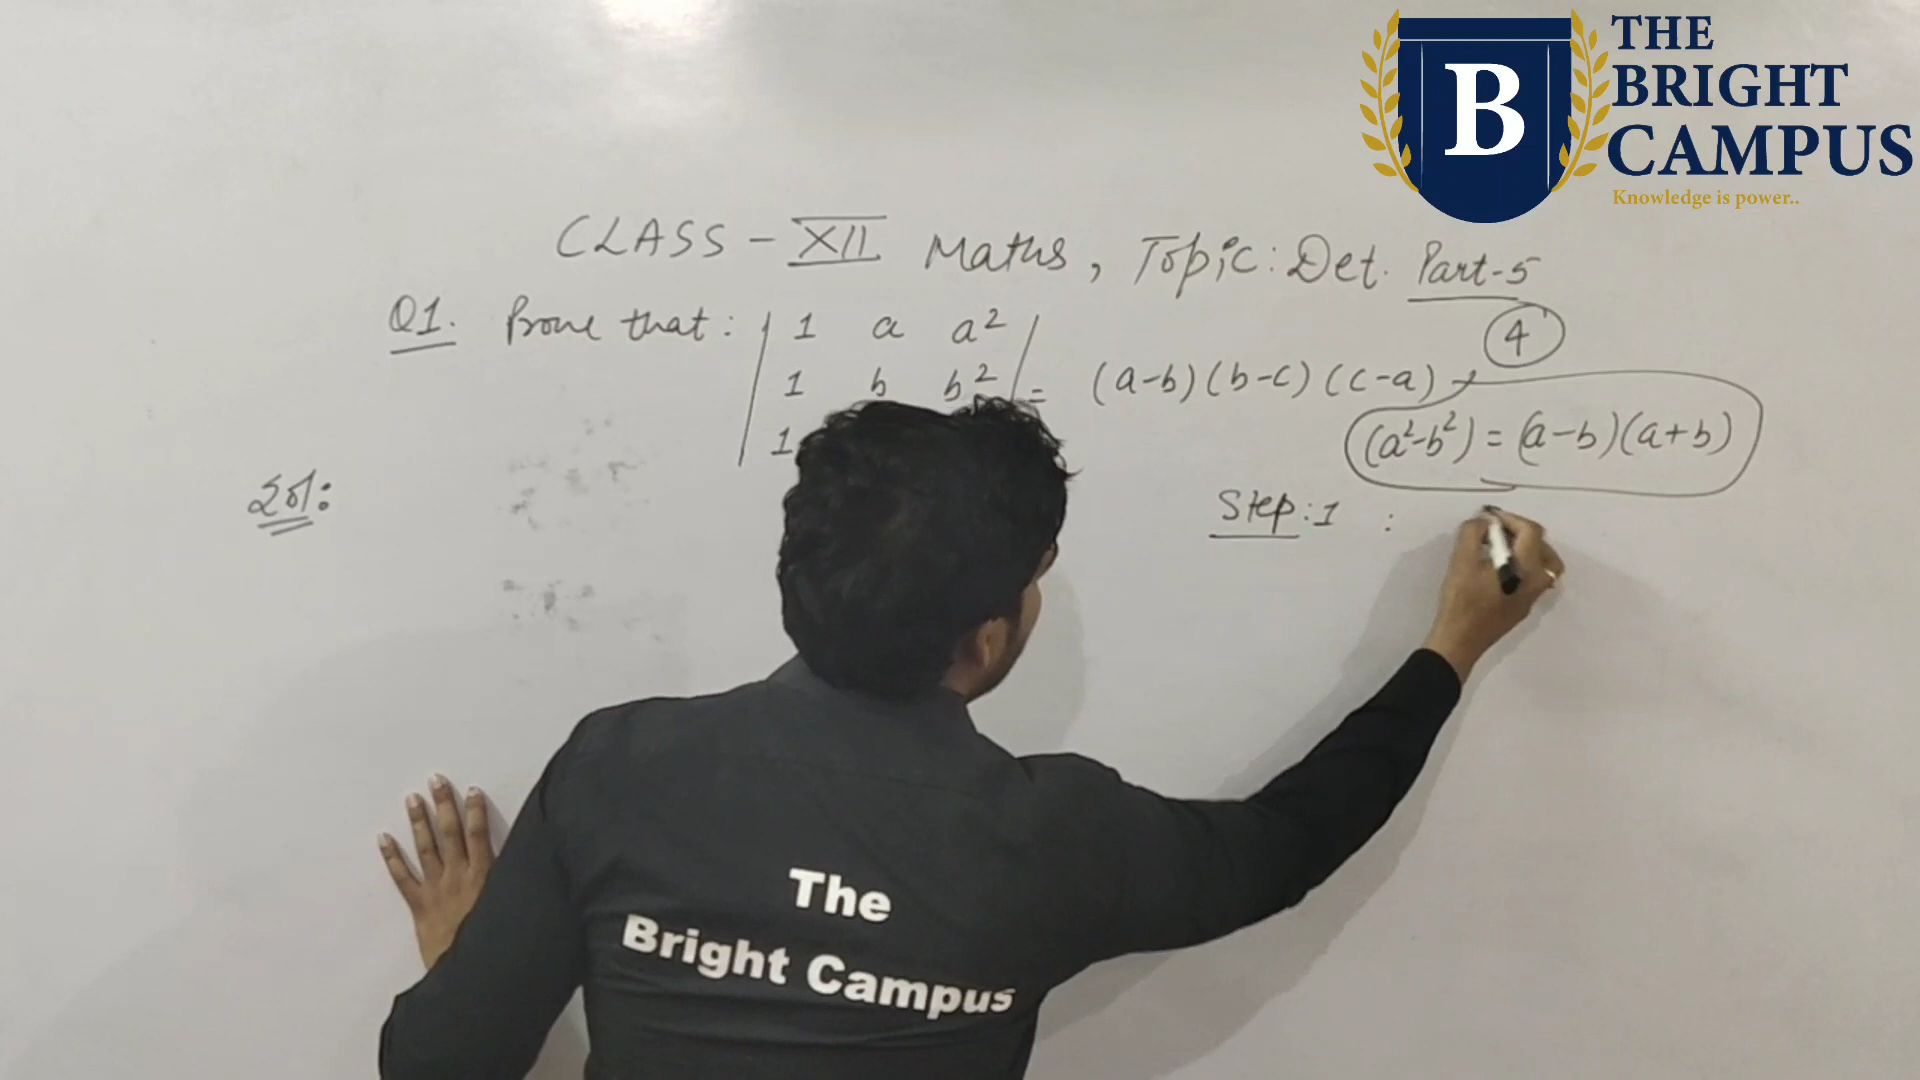 THE
BRIGHT
CAMPUS
Knowledge is power..
B
CLASS - XII Maths, Topic: Det. Part-5
Q1. Prove that: | 1 a a² |
4
1 b b² = (a-b)(b-c)(c-a)
1
(a²-b²) = (a-b)(a+b)
Step: 1 :
The
Bright Campus